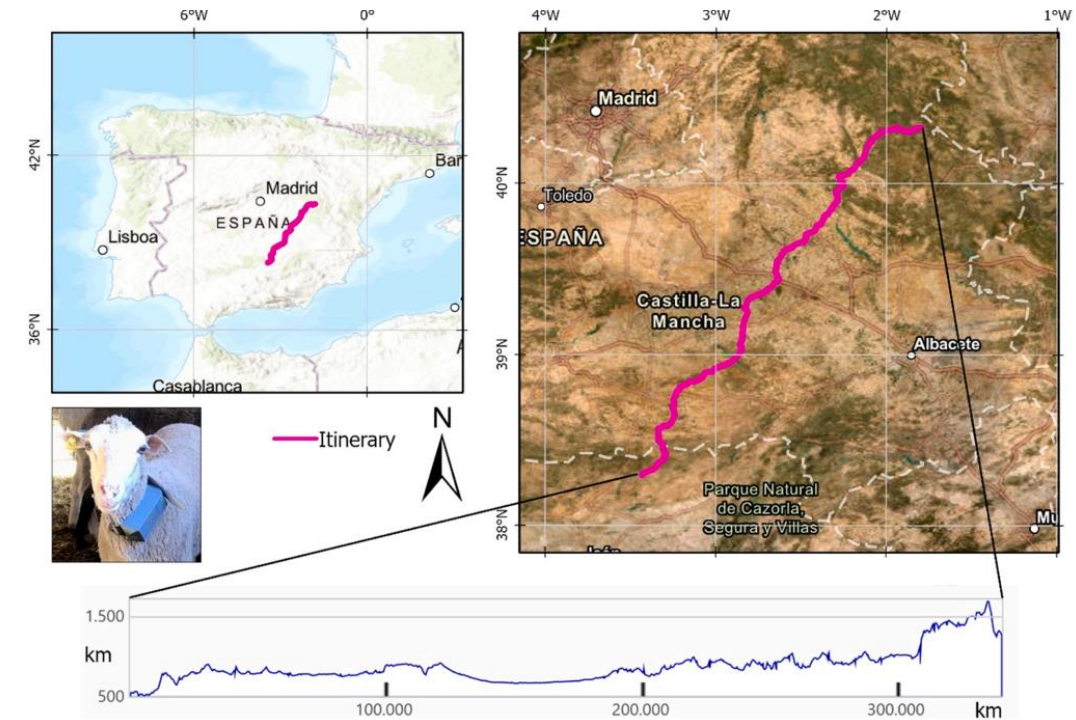 6°W 0°
4°W 3°W 2°W 1°W
42°N
36°N
Bar
Madrid
ESPAÑA
Lisboa
Casablanca
40°N
39°N
38°N
Madrid
Toledo
ESPAÑA
Castilla-La
Mancha
Albacete
Parque Natural
de Cazorla,
Segura y Villas
Mu
N
Itinerary
1.500
km
500
100.000 200.000 300.000 km